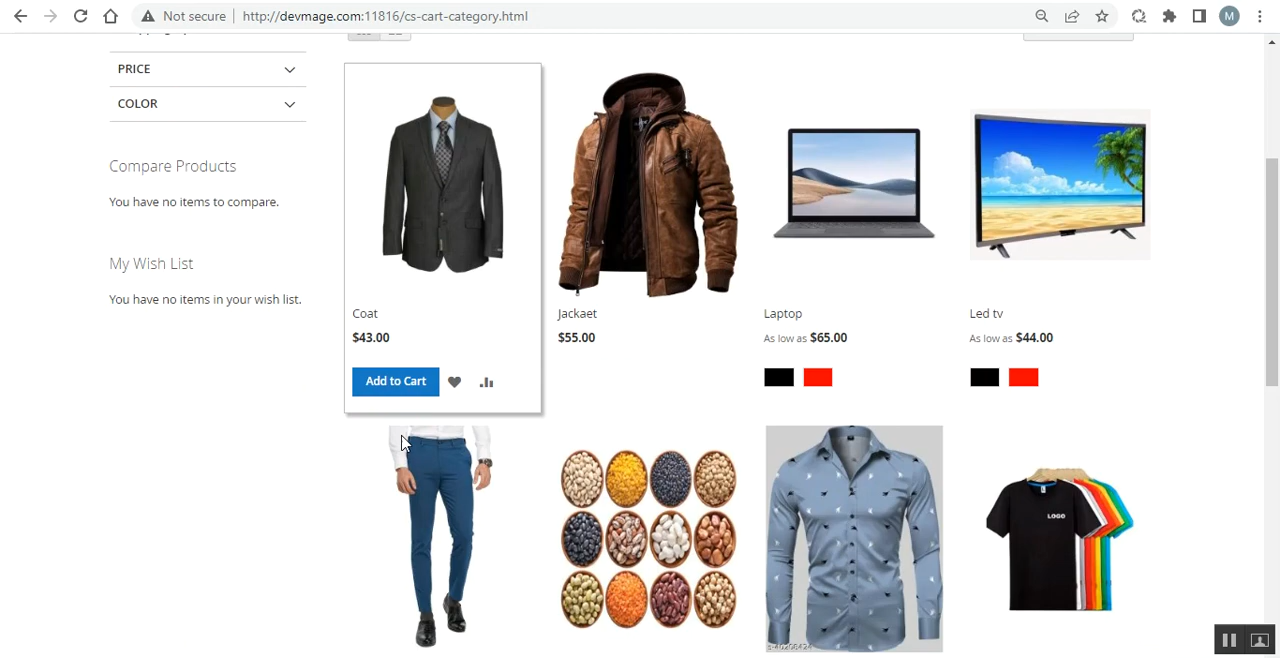 Not secure
http://devmage.com:11816/cs-cart-category.html
M
PRICE
COLOR
Compare Products
You have no items to compare.
My Wish List
You have no items in your wish list.
Coat
$43.00
Add to Cart
Jackaet
$55.00
Laptop
As low as $65.00
Led tv
As low as $44.00
LOGO